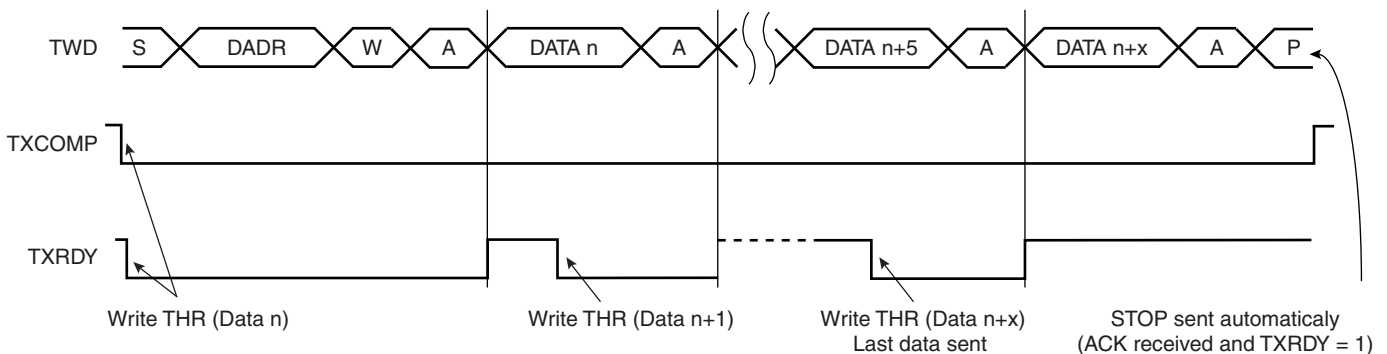 TWD S DADR W A DATA n A DATA n+5 A DATA n+x A P
TXCOMP
TXRDY
Write THR (Data n)
Write THR (Data n+1)
Write THR (Data n+x)
Last data sent
STOP sent automaticaly
(ACK received and TXRDY = 1)